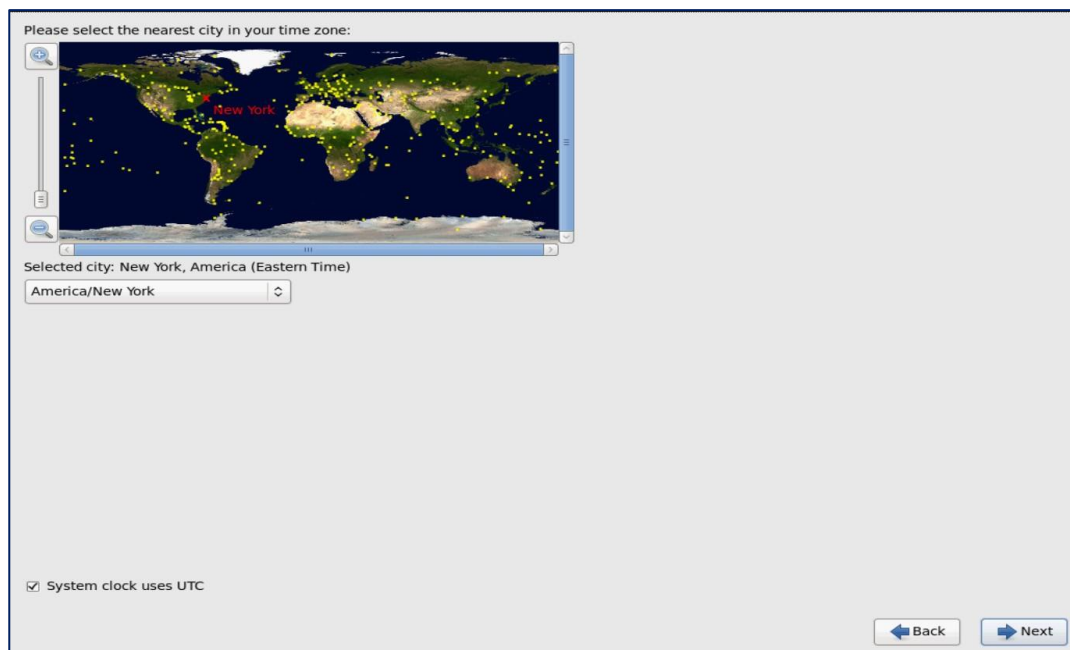 Please select the nearest city in your time zone:
New York
Selected city: New York, America (Eastern Time)
America/New York
System clock uses UTC
Back
Next